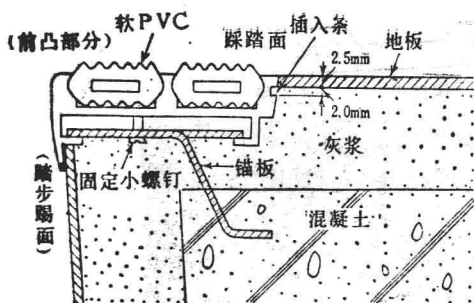 软PVC
(前凸部分)
踩踏面
插入条
地板
2.5mm
2.0mm
灰浆
固定小螺钉
锚板
(踏步踢面)
混凝土